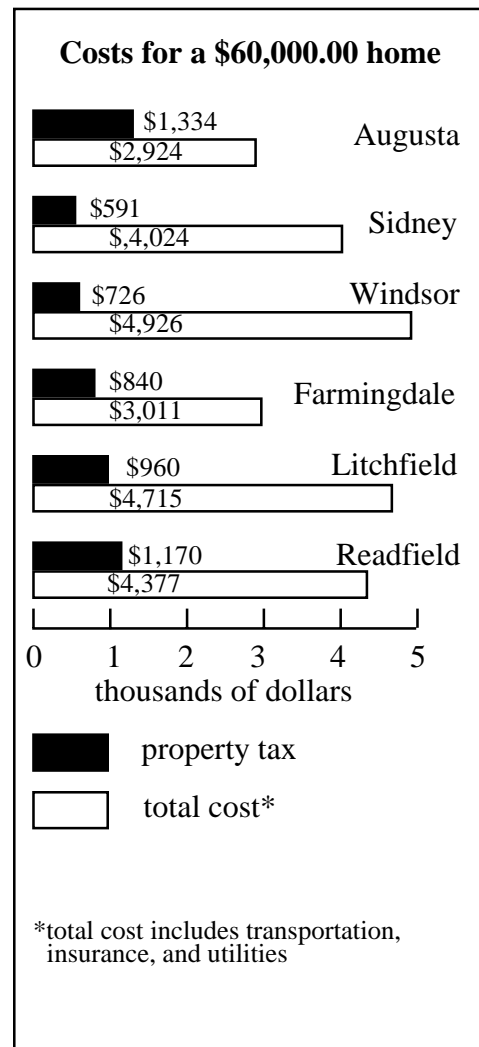 Costs for a $60,000.00 home
$1,334
Augusta
$2,924
$591
Sidney
$,4,024
$726
Windsor
$4,926
$840
Farmingdale
$3,011
$960
Litchfield
$4,715
$1,170
Readfield
$4,377
0 1 2 3 4 5
thousands of dollars
property tax
total cost*
*total cost includes transportation,
insurance, and utilities